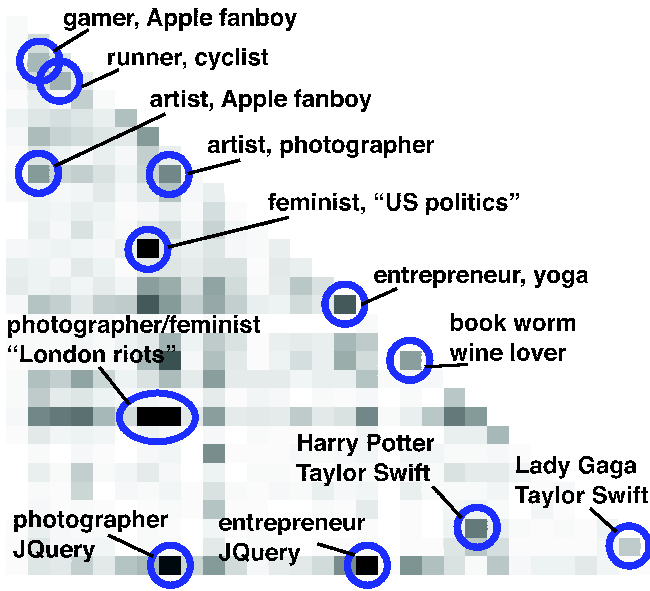 gamer, Apple fanboy
runner, cyclist
artist, Apple fanboy
artist, photographer
feminist, “US politics”
entrepreneur, yoga
photographer/feminist
“London riots”
book worm
wine lover
Harry Potter
Taylor Swift
Lady Gaga
Taylor Swift
photographer
JQuery
entrepreneur
JQuery